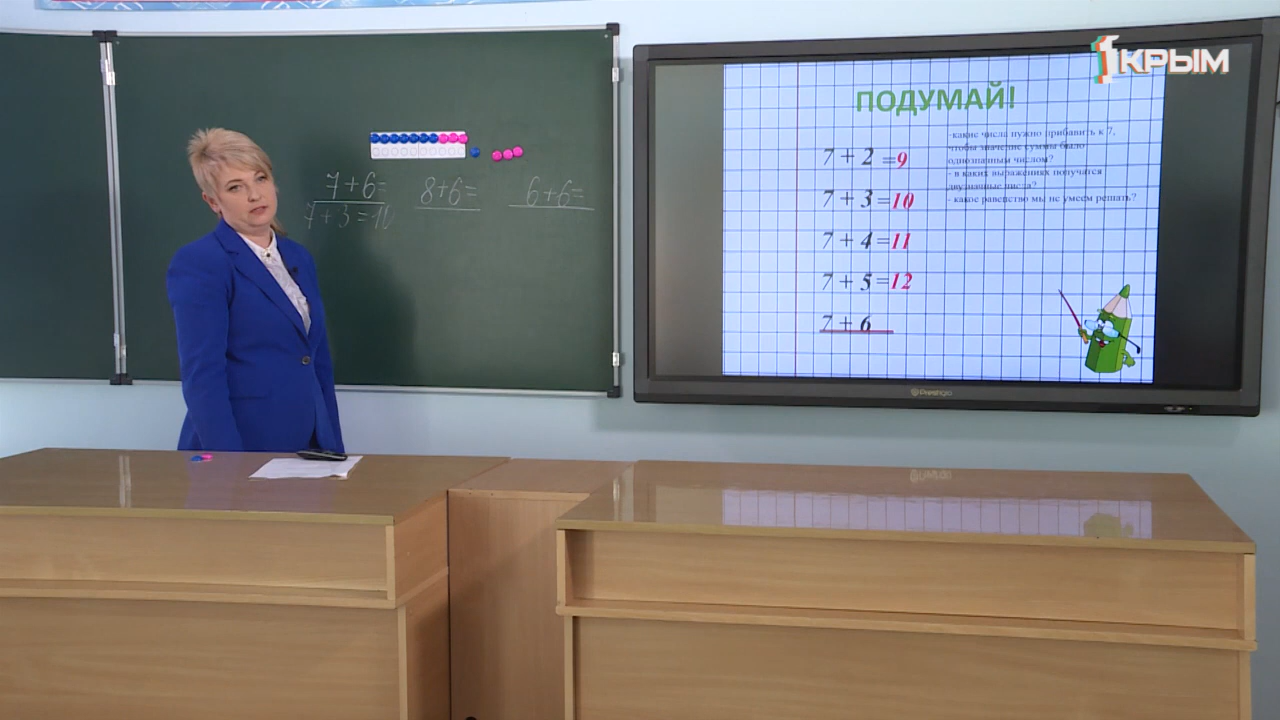 1 КРЫМ
7+6=
7+3=10
8+6=
6+6=
ПОДУМАЙ!
7 + 2 =9
7 + 3 =10
7 + 4 =11
7 + 5 =12
7 + 6
-какие числа нужно прибавить к 7,
чтобы значение суммы было
однозначным числом?
- в каких выражениях получатся
двузначные числа?
- какое равенство мы не умеем решать?
Prestigio